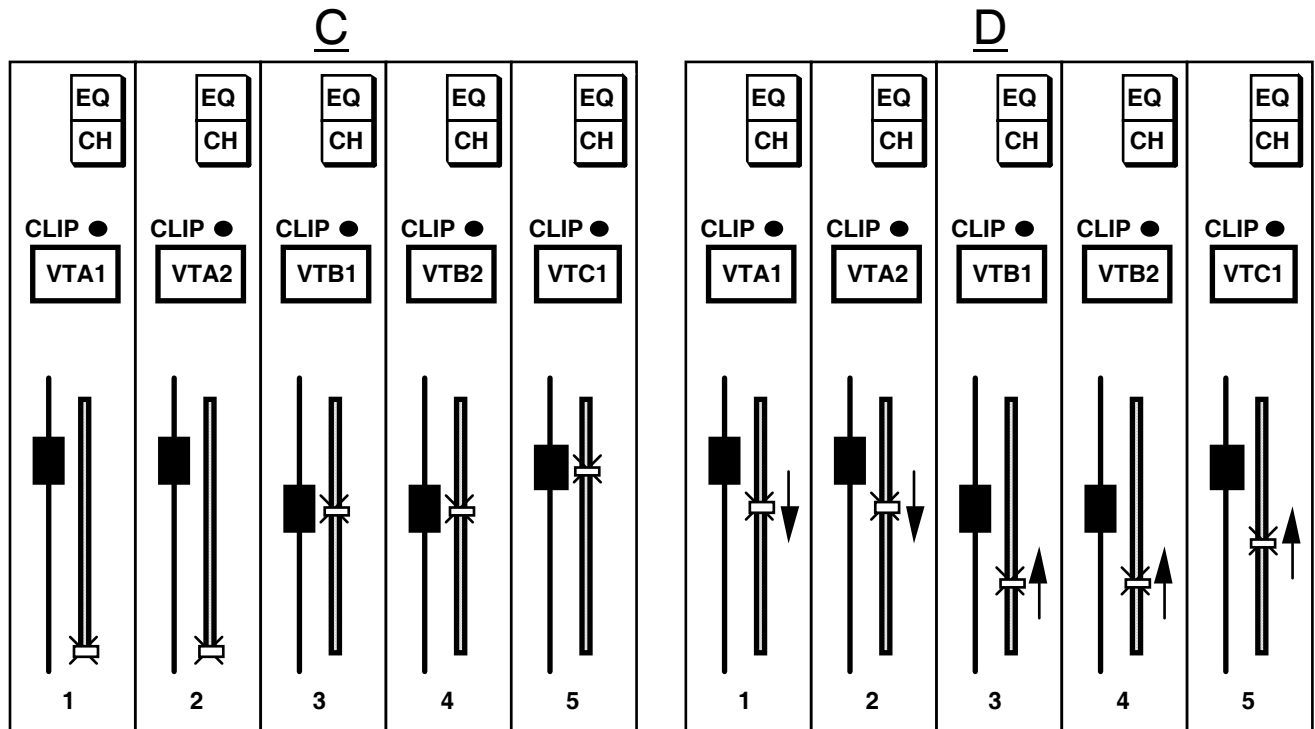 C D
EQ EQ EQ EQ EQ EQ EQ EQ EQ EQ
CH CH CH CH CH CH CH CH CH CH
CLIP CLIP CLIP CLIP CLIP CLIP CLIP CLIP CLIP CLIP
VTA1 VTA2 VTB1 VTB2 VTC1 VTA1 VTA2 VTB1 VTB2 VTC1
1 2 3 4 5 1 2 3 4 5